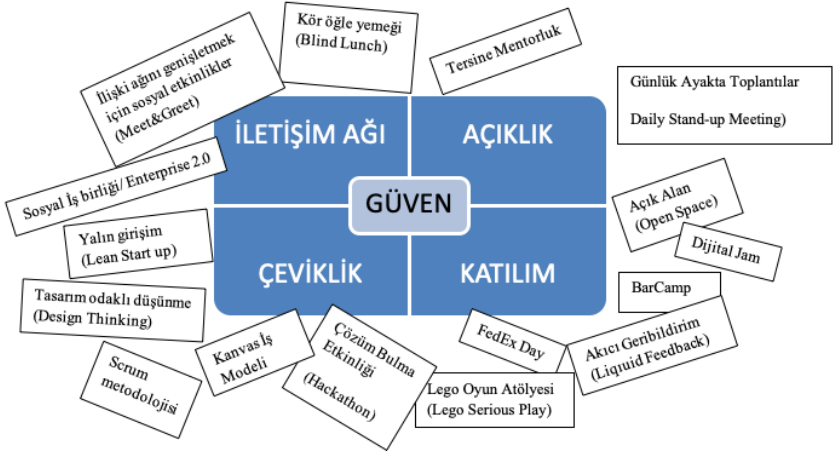 Kör öğle yemeği
(Blind Lunch)
Tersine Mentorluk
İlişki ağını genişletmek
için sosyal etkinlikler
(Meet&Greet)
Günlük Ayakta Toplantılar
Daily Stand-up Meeting)
İLETİŞİM AĞI
AÇIKLIK
Sosyal İş birliği/ Enterprise 2.0
GÜVEN
Açık Alan
(Open Space)
Yalın girişim
(Lean Start up)
Dijital Jam
ÇEVİKLİK
KATILIM
Tasarım odaklı düşünme
(Design Thinking)
BarCamp
Kanvas İş
Modeli
Çözüm Bulma
Etkinliği
(Hackathon)
FedEx Day
Akıcı Geribildirim
(Lıqıuid Feedback)
Scrum
metodolojisi
Lego Oyun Atölyesi
(Lego Serious Play)